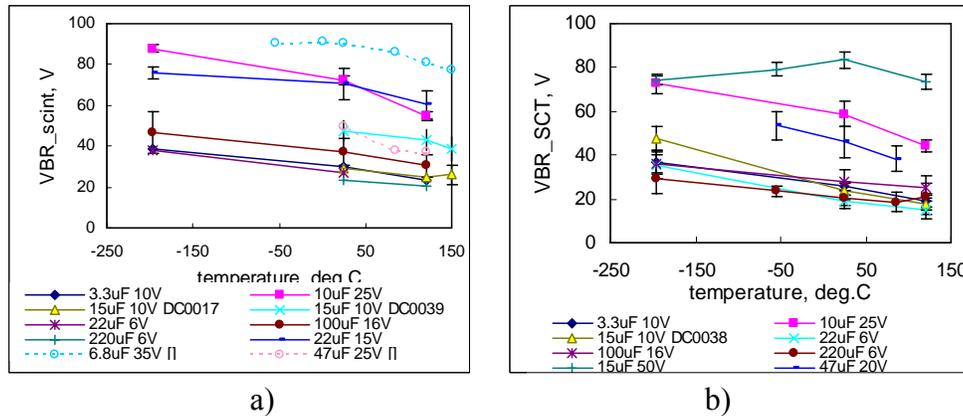 a)
VBR_scint, V
100
80
60
40
20
0
-250 -150 -50 50 150
temperature, deg.C
3.3uF 10V 10uF 25V
15uF 10V DC0017 15uF 10V DC0039
22uF 6V 100uF 16V
220uF 6V 22uF 15V
6.8uF 35V [] 47uF 25V []
a)
b)
VBR_SCT, V
100
80
60
40
20
0
-250 -150 -50 50 150
temperature, deg.C
3.3uF 10V 10uF 25V
15uF 10V DC0038 22uF 6V
100uF 16V 220uF 6V
15uF 50V 47uF 20V
b)